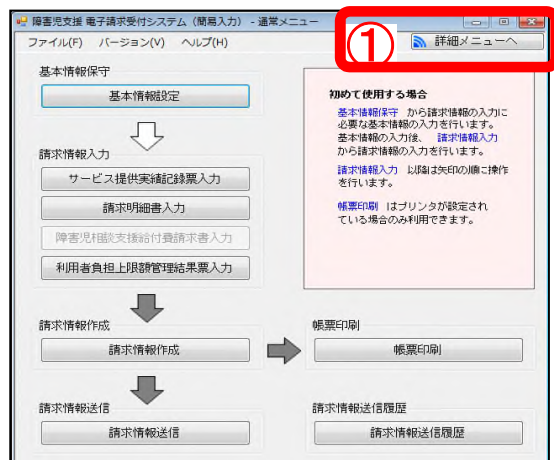 障害児支援 電子請求受付システム（簡易入力） - 通常メニュー
ファイル(F) バージョン(V) ヘルプ(H)
①
詳細メニューへ
基本情報保守
基本情報設定
請求情報入力
サービス提供実績記録票入力
請求明細書入力
障害児相談支援給付費請求書入力
利用者負担上限額管理結果票入力
初めて使用する場合
基本情報保守 から請求情報の入力に
必要な基本情報の入力を行います。
基本情報の入力後、 請求情報入力
から請求情報の入力を行います。
請求情報入力 以降は矢印の順に操作
を行います。
帳票印刷 はプリンタが設定され
ている場合のみ利用できます。
請求情報作成
請求情報作成
帳票印刷
帳票印刷
請求情報送信
請求情報送信
請求情報送信履歴
請求情報送信履歴